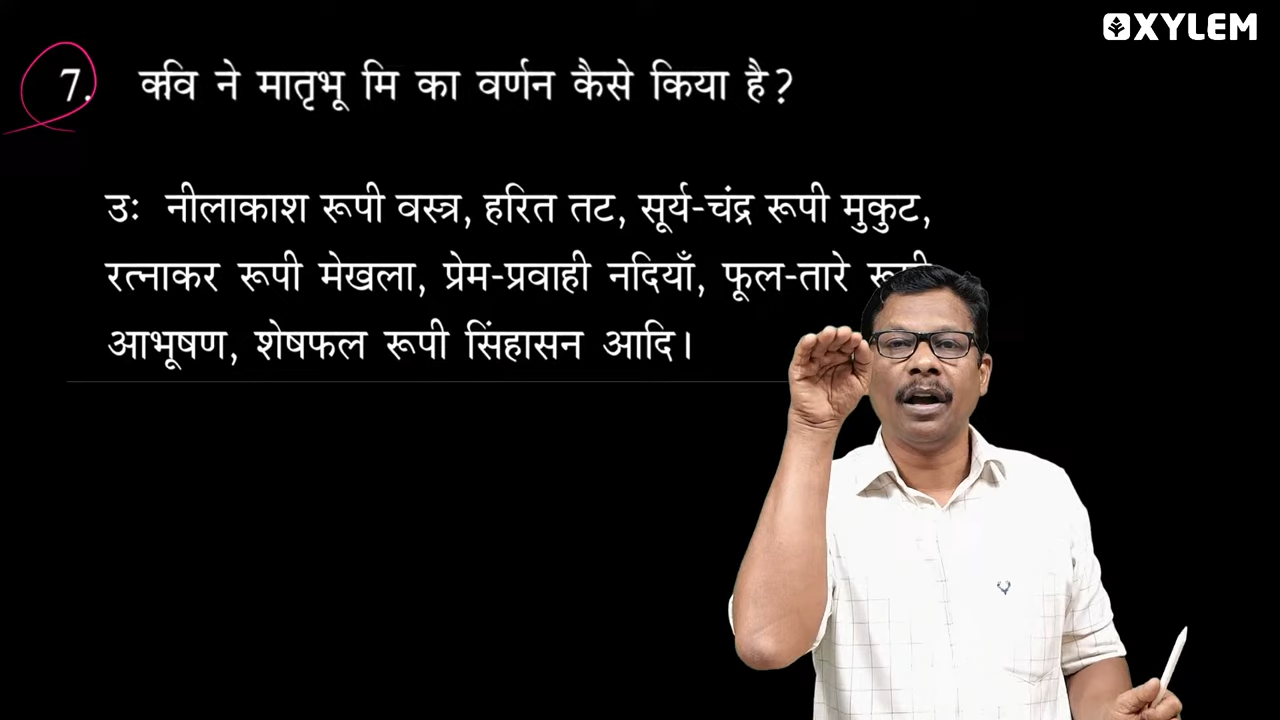 XYLEM
7. कवि ने मातृभू मि का वर्णन कैसे किया है?
उः नीलाकाश रूपी वस्त्र, हरित तट, सूर्य-चंद्र रूपी मुकुट,
रत्नाकर रूपी मेखला, प्रेम-प्रवाही नदियाँ, फूल-तारे
आभूषण, शेषफल रूपी सिंहासन आदि।